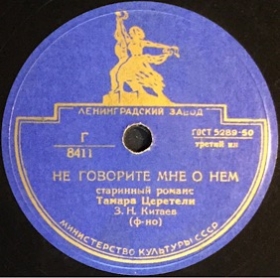 ЛЕНИНГРАДСКИЙ ЗАВОД
Г
8411
ГОСТ 5289-50
третий кл
НЕ ГОВОРИТЕ МНЕ О НЕМ
старинный романс
Тамара Церетели
З. Н. Китаев
(ф-но)
МИНИСТЕРСТВО КУЛЬТУРЫ СССР